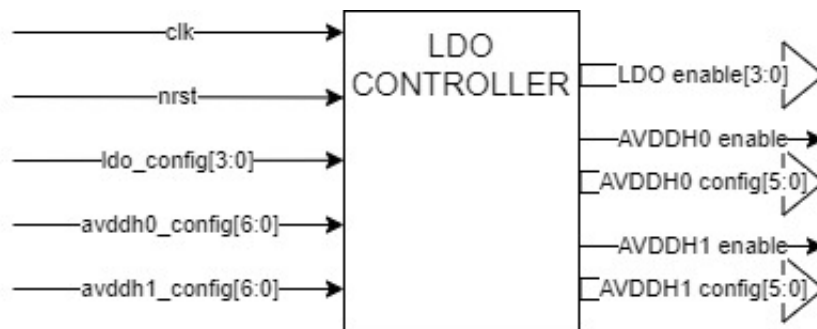 clk
nrst
ldo_config[3:0]
avddh0_config[6:0]
avddh1_config[6:0]
LDO
CONTROLLER
LDO enable[3:0]
AVDDH0 enable
AVDDH0 config[5:0]
AVDDH1 enable
AVDDH1 config[5:0]